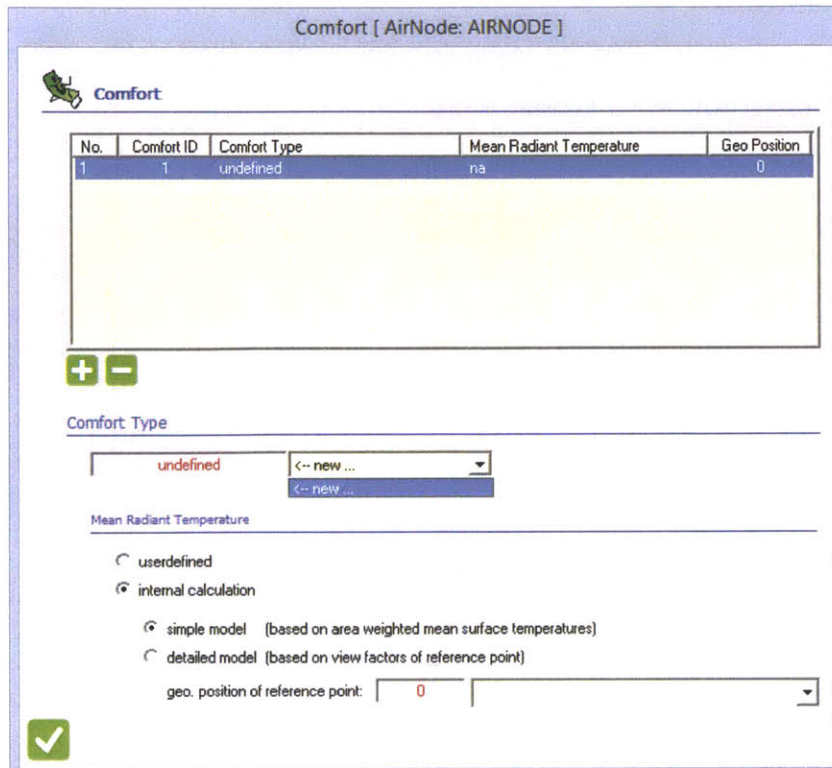 Comfort [ AirNode: AIRNODE ]
Comfort
No. Comfort ID Comfort Type Mean Radiant Temperature Geo Position
1 1 undefined na 0
Comfort Type
undefined <-- new ...
<-- new ...
Mean Radiant Temperature
userdefined
internal calculation
simple model (based on area weighted mean surface temperatures)
detailed model (based on view factors of reference point)
geo. position of reference point: 0